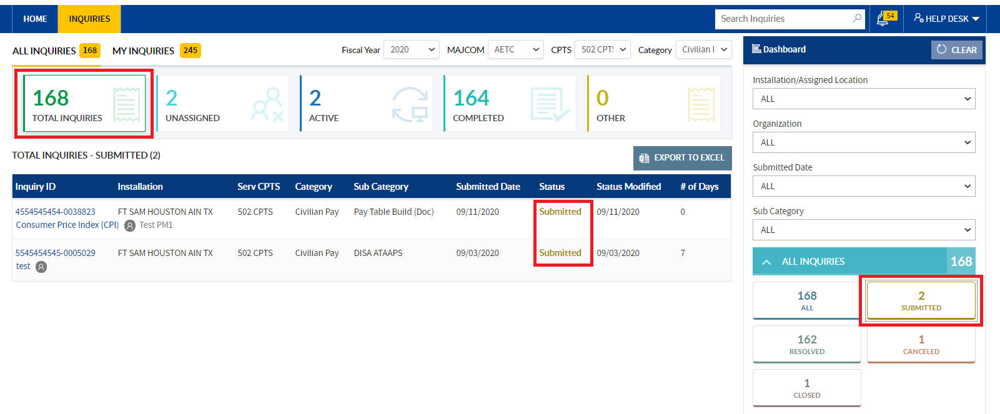 HOME INQUIRIES Search Inquiries 54 HELP DESK
ALL INQUIRIES 168 MY INQUIRIES 245 Fiscal Year 2020 MAJCOM AETC CPTS 502 CPT Category Civilian
168
TOTAL INQUIRIES
2
UNASSIGNED
2
ACTIVE
164
COMPLETED
0
OTHER
TOTAL INQUIRIES - SUBMITTED (2) EXPORT TO EXCEL
Inquiry ID Installation Serv CPTS Category Sub Category Submitted Date Status Status Modified # of Days
4554545454-0038823 FT SAM HOUSTON AIN TX 502 CPTS Civilian Pay Pay Table Build (Doc) 09/11/2020 Submitted 09/11/2020 0
Consumer Price Index (CPI) Test PM1
5545454545-0005029 FT SAM HOUSTON AIN TX 502 CPTS Civilian Pay DISA ATAAPS 09/03/2020 Submitted 09/03/2020 7
test
Dashboard CLEAR
Installation/Assigned Location
ALL
Organization
ALL
Submitted Date
ALL
Sub Category
ALL
ALL INQUIRIES 168
168
ALL
2
SUBMITTED
162
RESOLVED
1
CANCELED
1
CLOSED